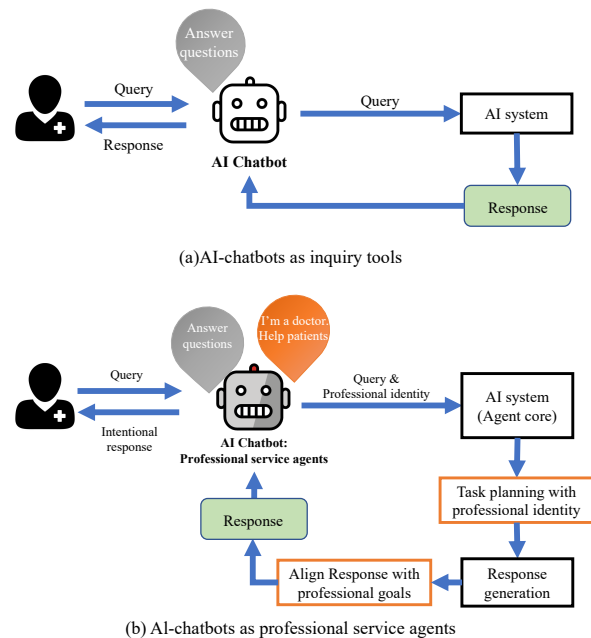 Answer
questions
Query
Response
AI Chatbot
Query
AI system
Response
(a)AI-chatbots as inquiry tools
Answer
questions
I'm a doctor.
Help patients
Query
Intentional
response
AI Chatbot:
Professional service agents
Query &
Professional identity
AI system
(Agent core)
Task planning with
professional identity
Response
generation
Align Response with
professional goals
Response
(b) AI-chatbots as professional service agents